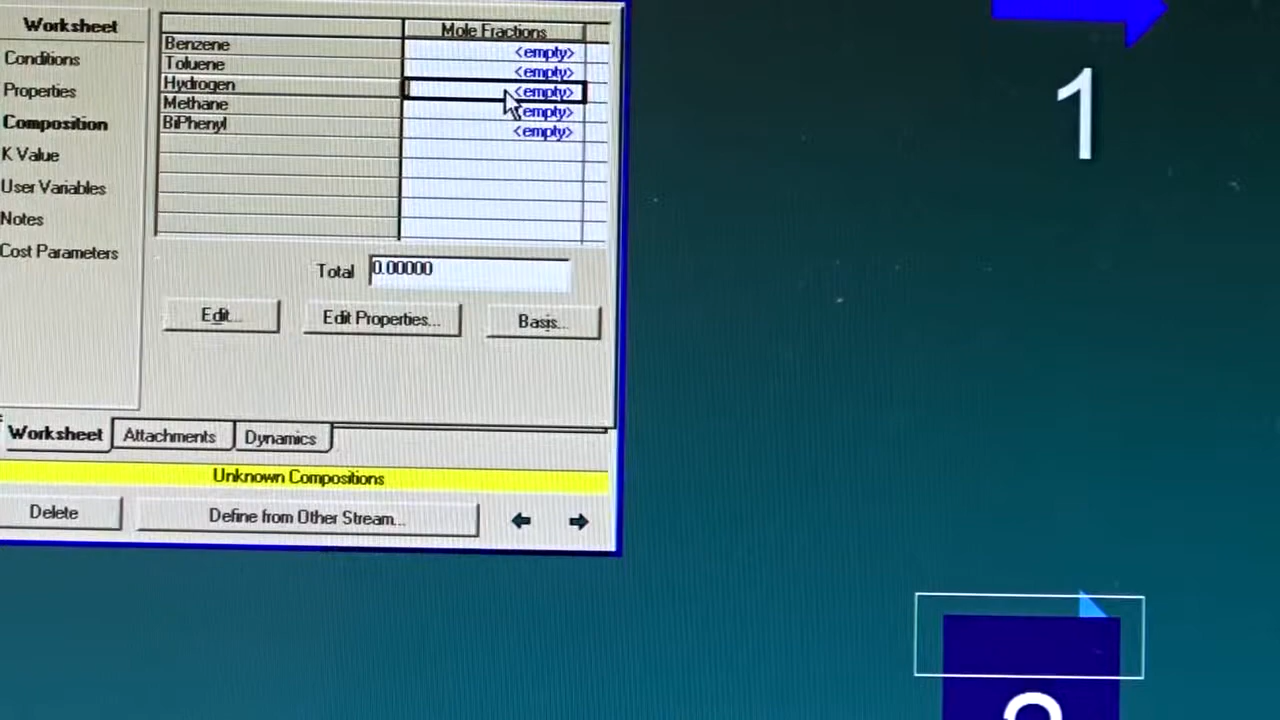 Worksheet
Conditions
Properties
Composition
K Value
User Variables
Notes
Cost Parameters
Mole Fractions
Benzene <empty>
Toluene <empty>
Hydrogen <empty>
Methane <empty>
BiPhenyl <empty>
Total 0.00000
Edit...
Edit Properties...
Basis...
Worksheet Attachments Dynamics
Unknown Compositions
Delete
Define from Other Stream...
1